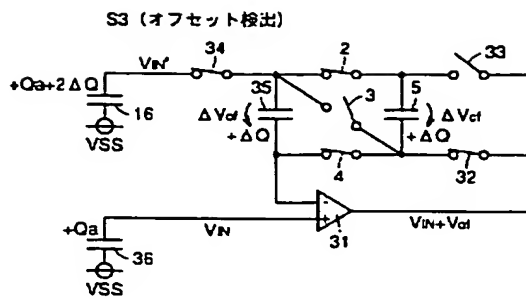 S3 (オフセット検出)
34
2
33
VIN'
+Qa+2ΔQ
16
VSS
35
ΔVof
+ΔQ
3
5
ΔVof
+ΔQ
4
32
+Qa
36
VSS
VIN
-
+
31
VIN+Vof